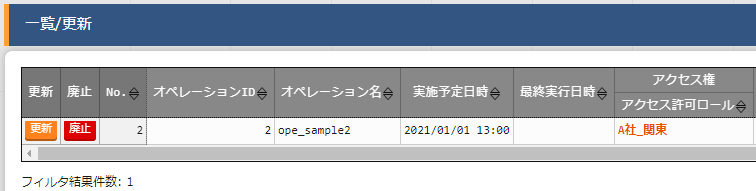 一覧/更新
更新 廃止 No. オペレーションID オペレーション名 実施予定日時 最終実行日時 アクセス権
アクセス許可ロール
更新 廃止 2 2 ope_sample2 2021/01/01 13:00 A社_関東
フィルタ結果件数: 1